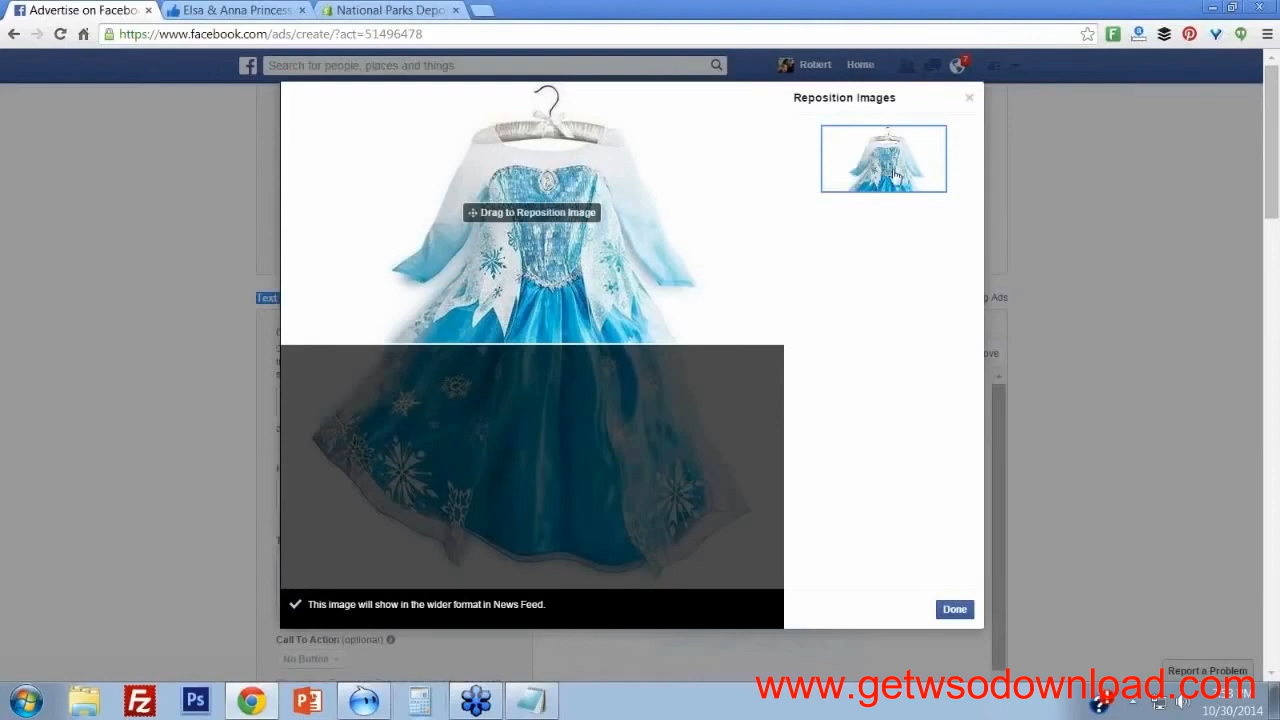 Advertise on Facebo
Elsa & Anna Princess
National Parks Depo
https://www.facebook.com/ads/create/?act=51496478
Search for people, places and things
Robert
Home
Reposition Images
Drag to Reposition Image
Text
g Ads
ove
This image will show in the wider format in News Feed.
Done
Call To Action (optional)
No Button
Report a Problem
www.getwsodownload.com
10/30/2014